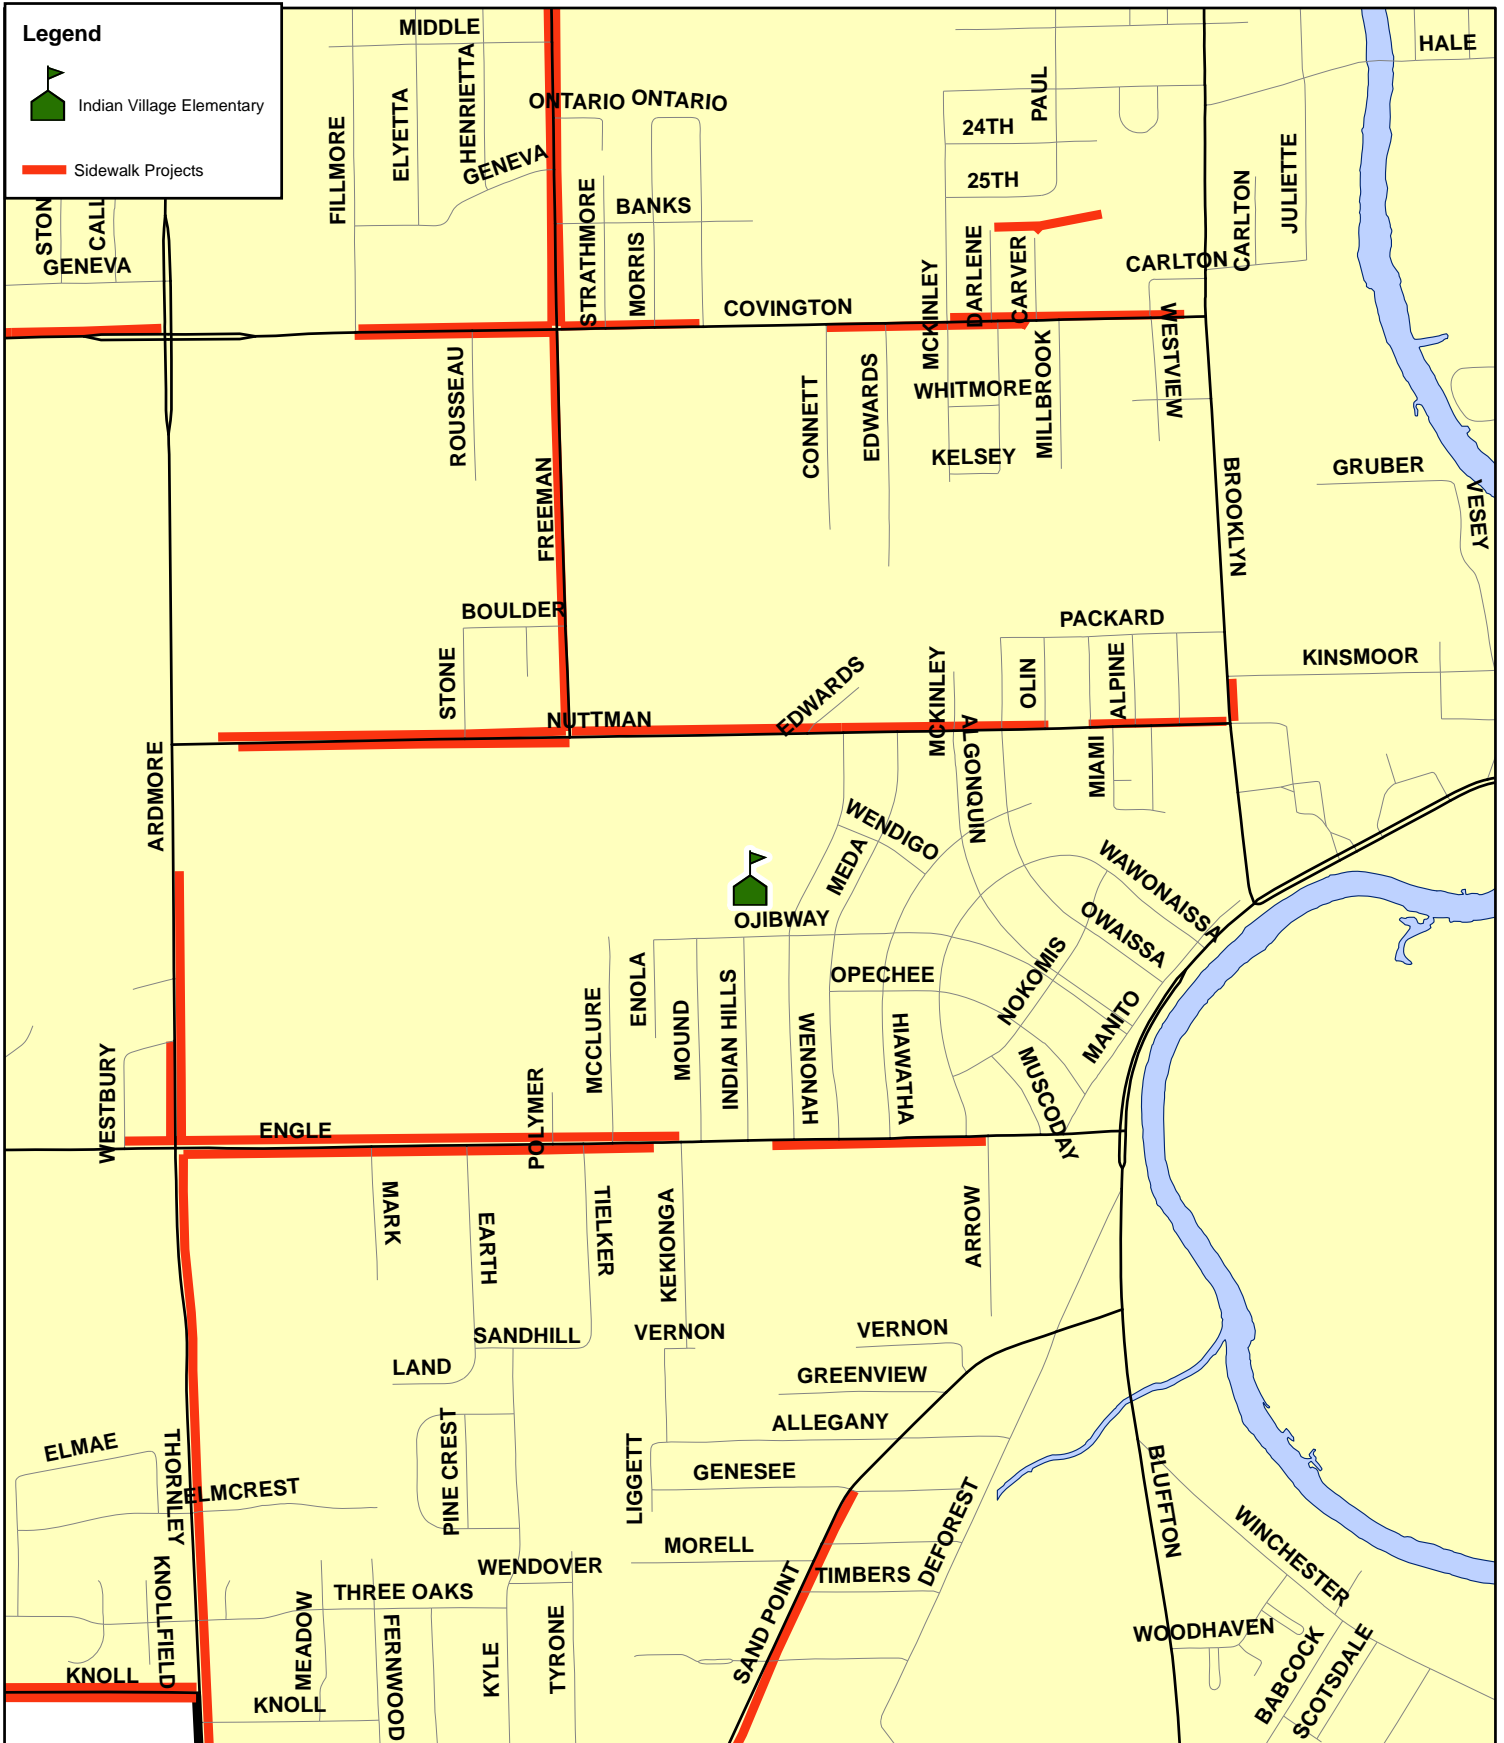 Legend
Indian Village Elementary
Sidewalk Projects
MIDDLE
HALE
HENRIETTA
ELYETTA
FILLMORE
ONTARIO
ONTARIO
PAUL
24TH
GENEVA
25TH
JULIETTE
CARLTON
STON
CALL
STRATHMORE
BANKS
MORRIS
GENEVA
DARLENE
CARVER
MCKINLEY
CARLTON
COVINGTON
WESTVIEW
ROUSSEAU
CONNETT
EDWARDS
WHITMORE
MILLBROOK
KELSEY
FREEMAN
BROOKLYN
GRUBER
VESEY
BOULDER
PACKARD
STONE
KINSMOOR
EDWARDS
MCKINLEY
OLIN
ALPINE
NUTTMAN
ALGONQUIN
MIAMI
ARDMORE
WENDIGO
MEDA
WAWONAISSA
OJIBWAY
OWAISSA
OPECHEE
NOKOMIS
ENOLA
MCCLURE
MOUND
INDIAN HILLS
WENONAH
HIAWATHA
MANITO
MUSCODAY
WESTBURY
POLYMER
ENGLE
MARK
EARTH
TIELKER
KEKIONGA
ARROW
SANDHILL
VERNON
VERNON
LAND
GREENVIEW
ALLEGANY
ELMAE
THORNLEY
PINE CREST
LIGGETT
GENESEE
ELMCREST
DEFOREST
BLUFFTON
WINCHESTER
MORELL
TIMBERS
WENDOVER
THREE OAKS
KNOLLFIELD
MEADOW
FERNWOOD
KYLE
TYRONE
SAND POINT
WOODHAVEN
BABCOCK
SCOTSDALE
KNOLL
KNOLL